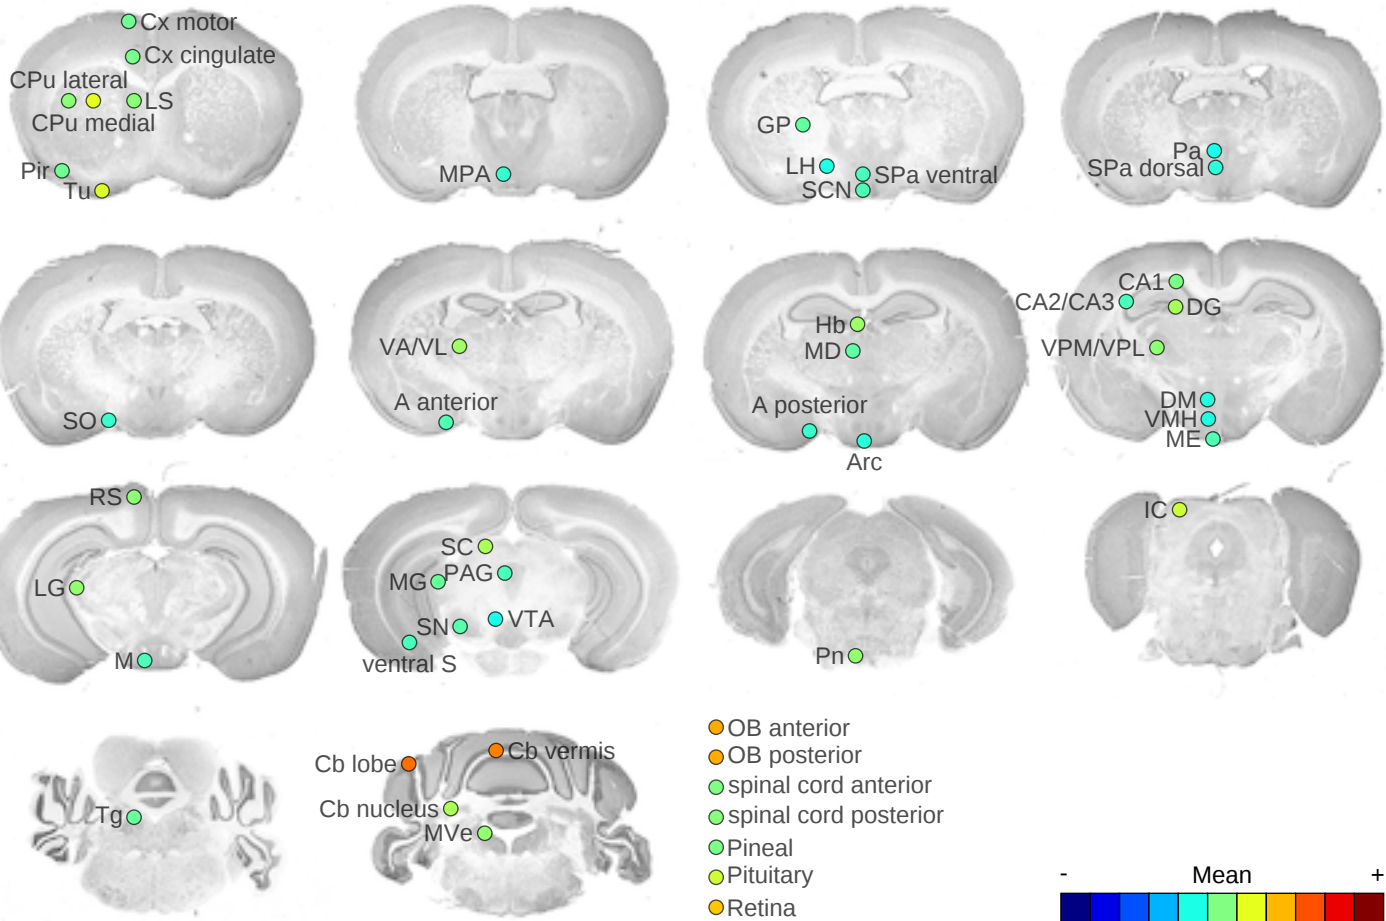 Cx motor
Cx cingulate
CPu lateral
LS
CPu medial
Pir
Tu
MPA
GP
LH
SPa ventral
SCN
Pa
SPa dorsal
SO
VA/VL
A anterior
Hb
MD
A posterior
Arc
CA1
CA2/CA3
DG
VPM/VPL
DM
VMH
ME
RS
LG
M
SC
MG
PAG
SN
VTA
ventral S
Pn
IC
Tg
Cb lobe
Cb vermis
Cb nucleus
MVe
OB anterior
OB posterior
spinal cord anterior
spinal cord posterior
Pineal
Pituitary
Retina
- Mean +